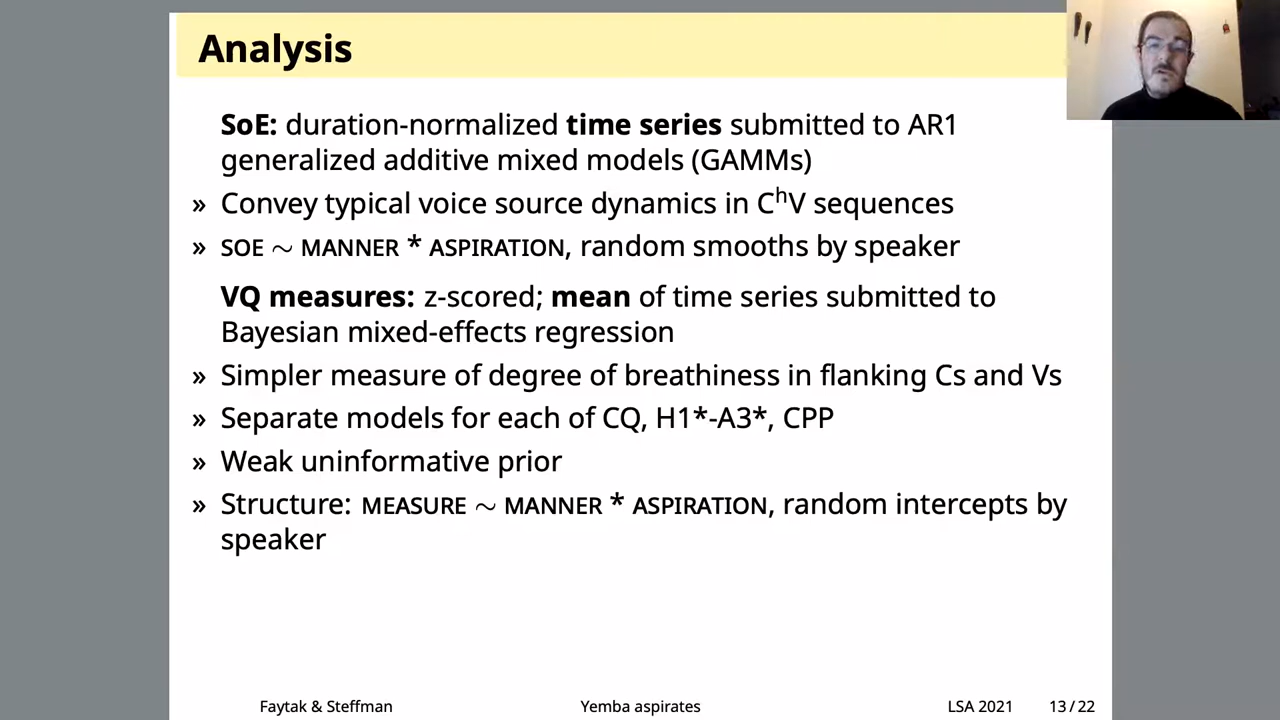 Analysis
SoE: duration-normalized time series submitted to AR1
generalized additive mixed models (GAMMs)
» Convey typical voice source dynamics in CʰV sequences
» SOE ∼ MANNER * ASPIRATION, random smooths by speaker
VQ measures: z-scored; mean of time series submitted to
Bayesian mixed-effects regression
» Simpler measure of degree of breathiness in flanking Cs and Vs
» Separate models for each of CQ, H1*-A3*, CPP
» Weak uninformative prior
» Structure: MEASURE ∼ MANNER * ASPIRATION, random intercepts by
speaker
Faytak & Steffman Yemba aspirates LSA 2021 13 / 22